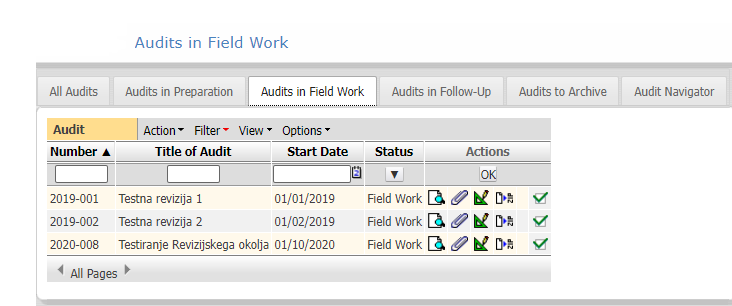 Audits in Field Work
All Audits Audits in Preparation Audits in Field Work Audits in Follow-Up Audits to Archive Audit Navigator
Audit Action Filter View Options
Number Title of Audit Start Date Status Actions
OK
2019-001 Testna revizija 1 01/01/2019 Field Work
2019-002 Testna revizija 2 01/02/2019 Field Work
2020-008 Testiranje Revizijskega okolja 01/10/2020 Field Work
All Pages